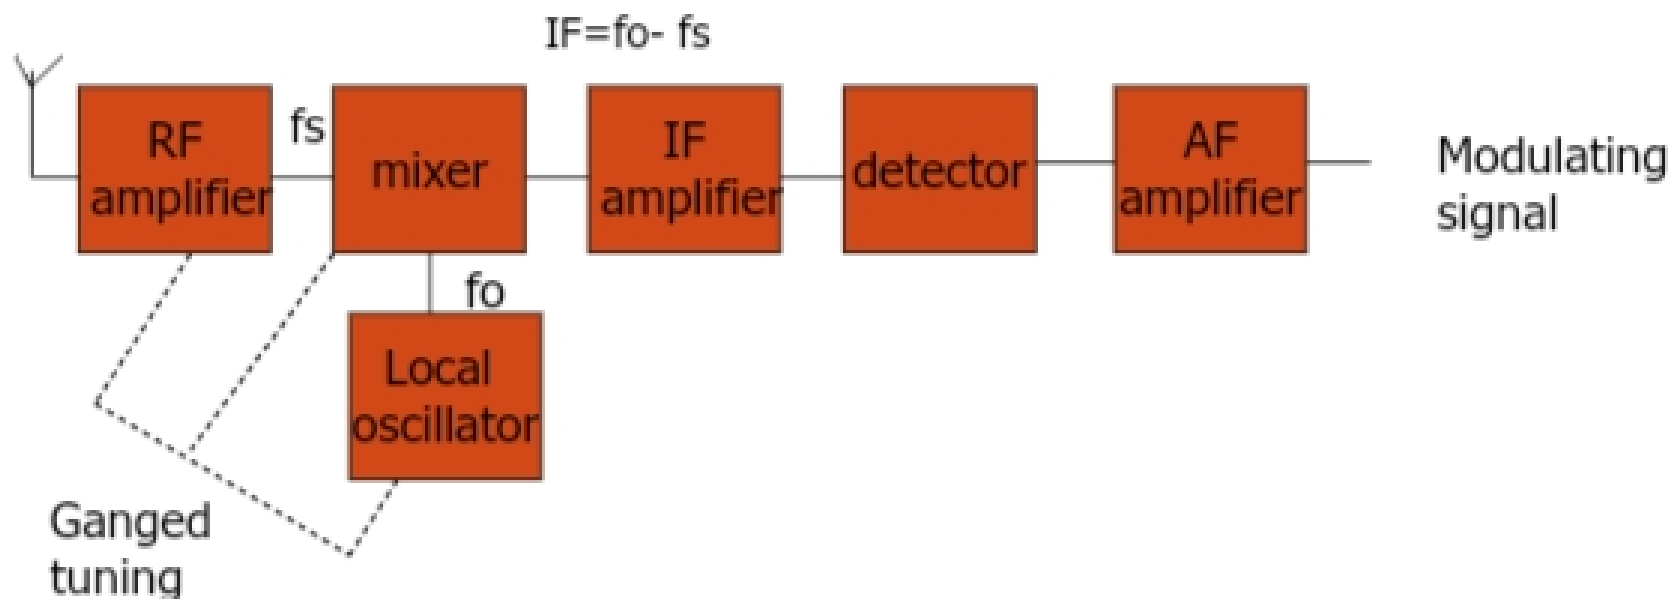 IF=fo- fs
RF
amplifier
fs
mixer
IF
amplifier
detector
AF
amplifier
Modulating
signal
fo
Local
oscillator
Ganged
tuning